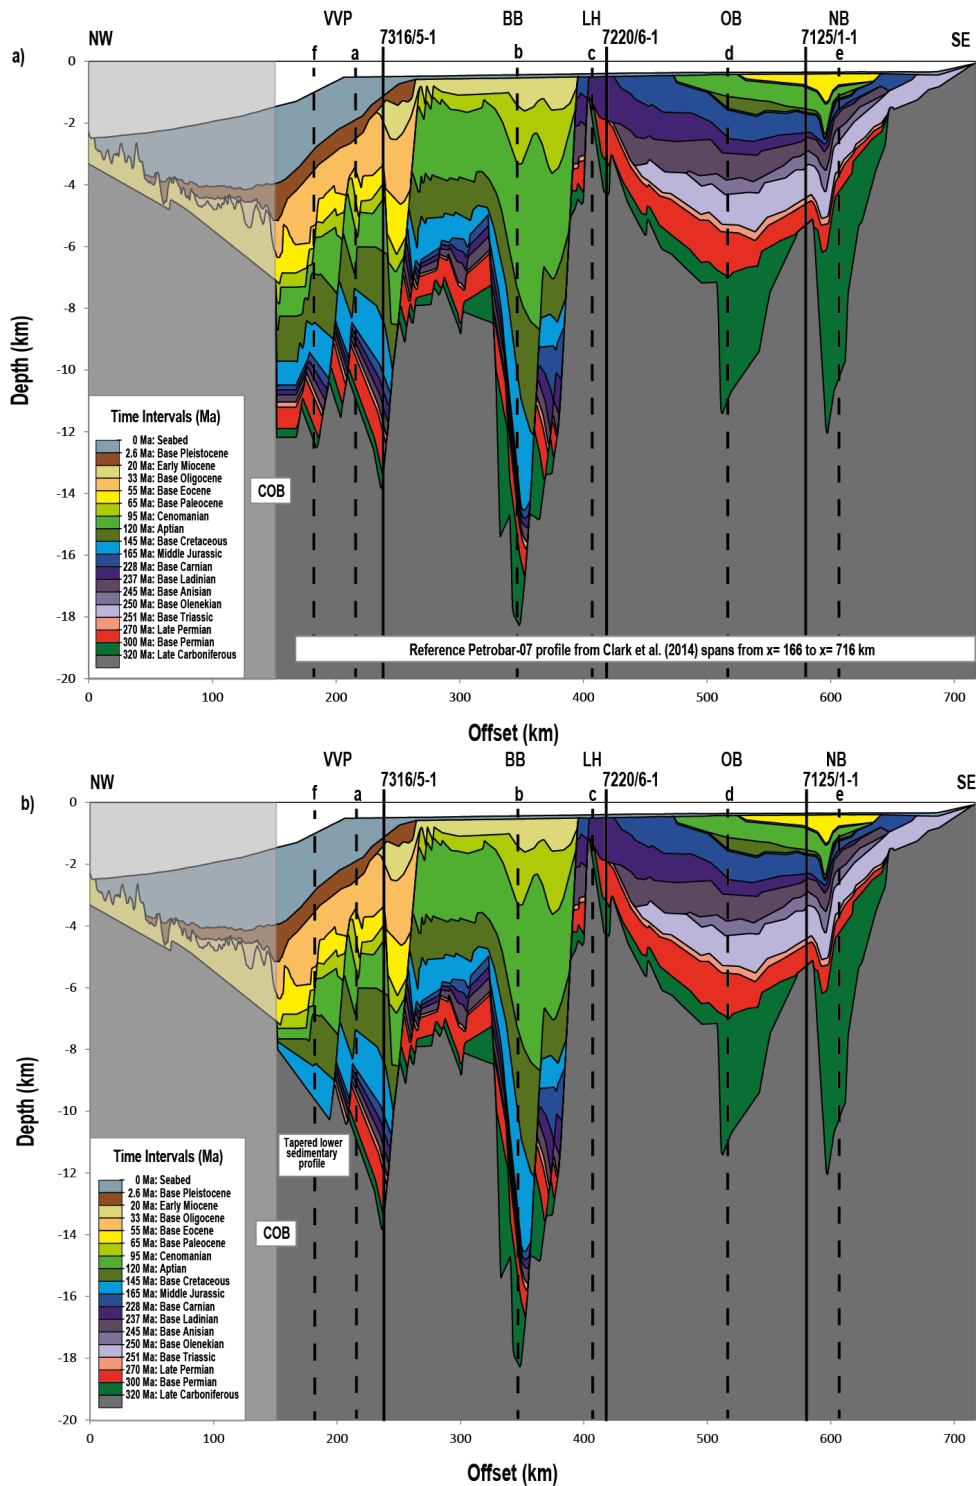 VVP BB LH OB NB
NW 7316/5-1 7220/6-1 7125/1-1 SE
a) f a b c d e
0
-2
-4
-6
-8
-10
-12
-14
-16
-18
-20
Depth (km)
Time Intervals (Ma)
0 Ma: Seabed
2.6 Ma: Base Pleistocene
20 Ma: Early Miocene
33 Ma: Base Oligocene
55 Ma: Base Eocene
65 Ma: Base Paleocene
95 Ma: Cenomanian
120 Ma: Aptian
145 Ma: Base Cretaceous
165 Ma: Middle Jurassic
228 Ma: Base Carnian
237 Ma: Base Ladinian
245 Ma: Base Anisian
250 Ma: Base Olenekian
251 Ma: Base Triassic
270 Ma: Late Permian
300 Ma: Base Permian
320 Ma: Late Carboniferous
COB
Reference Petrobar-07 profile from Clark et al. (2014) spans from x= 166 to x= 716 km
0 100 200 300 400 500 600 700
Offset (km)
VVP BB LH OB NB
NW 7316/5-1 7220/6-1 7125/1-1 SE
b) f a b c d e
0
-2
-4
-6
-8
-10
-12
-14
-16
-18
-20
Depth (km)
Tapered lower
sedimentary
profile
Time Intervals (Ma)
0 Ma: Seabed
2.6 Ma: Base Pleistocene
20 Ma: Early Miocene
33 Ma: Base Oligocene
55 Ma: Base Eocene
65 Ma: Base Paleocene
95 Ma: Cenomanian
120 Ma: Aptian
145 Ma: Base Cretaceous
165 Ma: Middle Jurassic
228 Ma: Base Carnian
237 Ma: Base Ladinian
245 Ma: Base Anisian
250 Ma: Base Olenekian
251 Ma: Base Triassic
270 Ma: Late Permian
300 Ma: Base Permian
320 Ma: Late Carboniferous
COB
0 100 200 300 400 500 600 700
Offset (km)